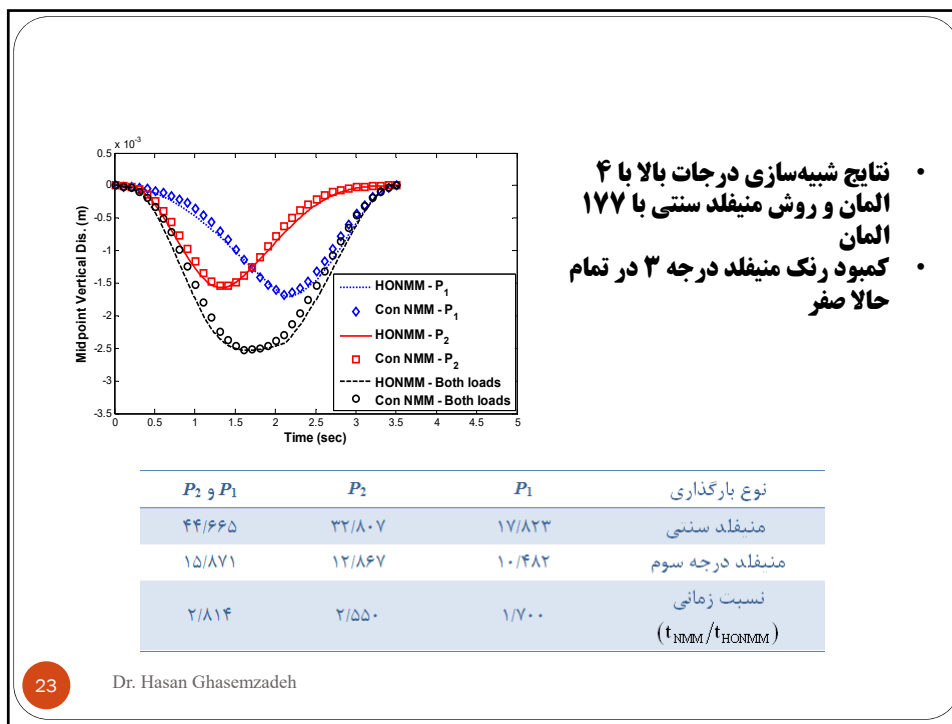 • نتایج شبیه‌سازی درجات بالا با ۴
المان و روش منیفلد سنتی با ۱۷۷
المان
• کمبود رنک منیفلد درجه ۳ در تمام
حالا صفر
x 10-3
0.5
0
-0.5
-1
-1.5
-2
-2.5
-3
-3.5
0 0.5 1 1.5 2 2.5 3 3.5 4 4.5 5
Midpoint Vertical Dis. (m)
Time (sec)
HONMM - P1
Con NMM - P1
HONMM - P2
Con NMM - P2
HONMM - Both loads
Con NMM - Both loads
نوع بارگذاری P1 P2 P1 و P2
منیفلد سنتی ۱۷/۸۲۳ ۳۲/۸۰۷ ۴۴/۶۶۵
منیفلد درجه سوم ۱۰/۴۸۲ ۱۲/۸۶۷ ۱۵/۸۷۱
نسبت زمانی ۱/۷۰۰ ۲/۵۵۰ ۲/۸۱۴
(tNMM/tHONMM)
23 Dr. Hasan Ghasemzadeh